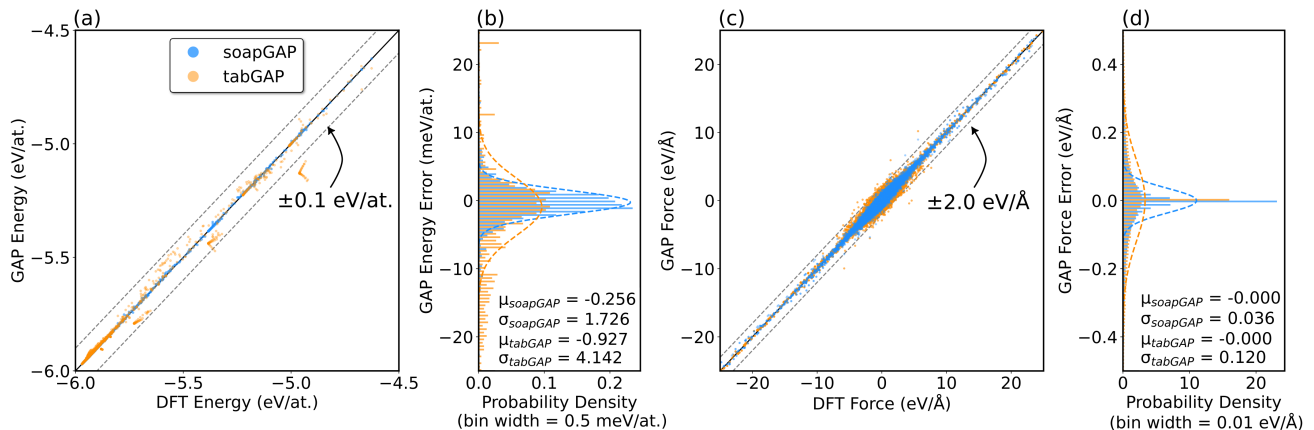 (a)
−4.5
−5.0
−5.5
−6.0
GAP Energy (eV/at.)
soapGAP
tabGAP
±0.1 eV/at.
−6.0 −5.5 −5.0 −4.5
DFT Energy (eV/at.)
(b)
20
10
0
−10
−20
GAP Energy Error (meV/at.)
μsoapGAP = -0.256
σsoapGAP = 1.726
μtabGAP = -0.927
σtabGAP = 4.142
0.0 0.1 0.2
Probability Density
(bin width = 0.5 meV/at.)
(c)
20
10
0
−10
−20
GAP Force (eV/Å)
±2.0 eV/Å
−20 −10 0 10 20
DFT Force (eV/Å)
(d)
0.4
0.2
0.0
−0.2
−0.4
GAP Force Error (eV/Å)
μsoapGAP = -0.000
σsoapGAP = 0.036
μtabGAP = -0.000
σtabGAP = 0.120
0 10 20
Probability Density
(bin width = 0.01 eV/Å)